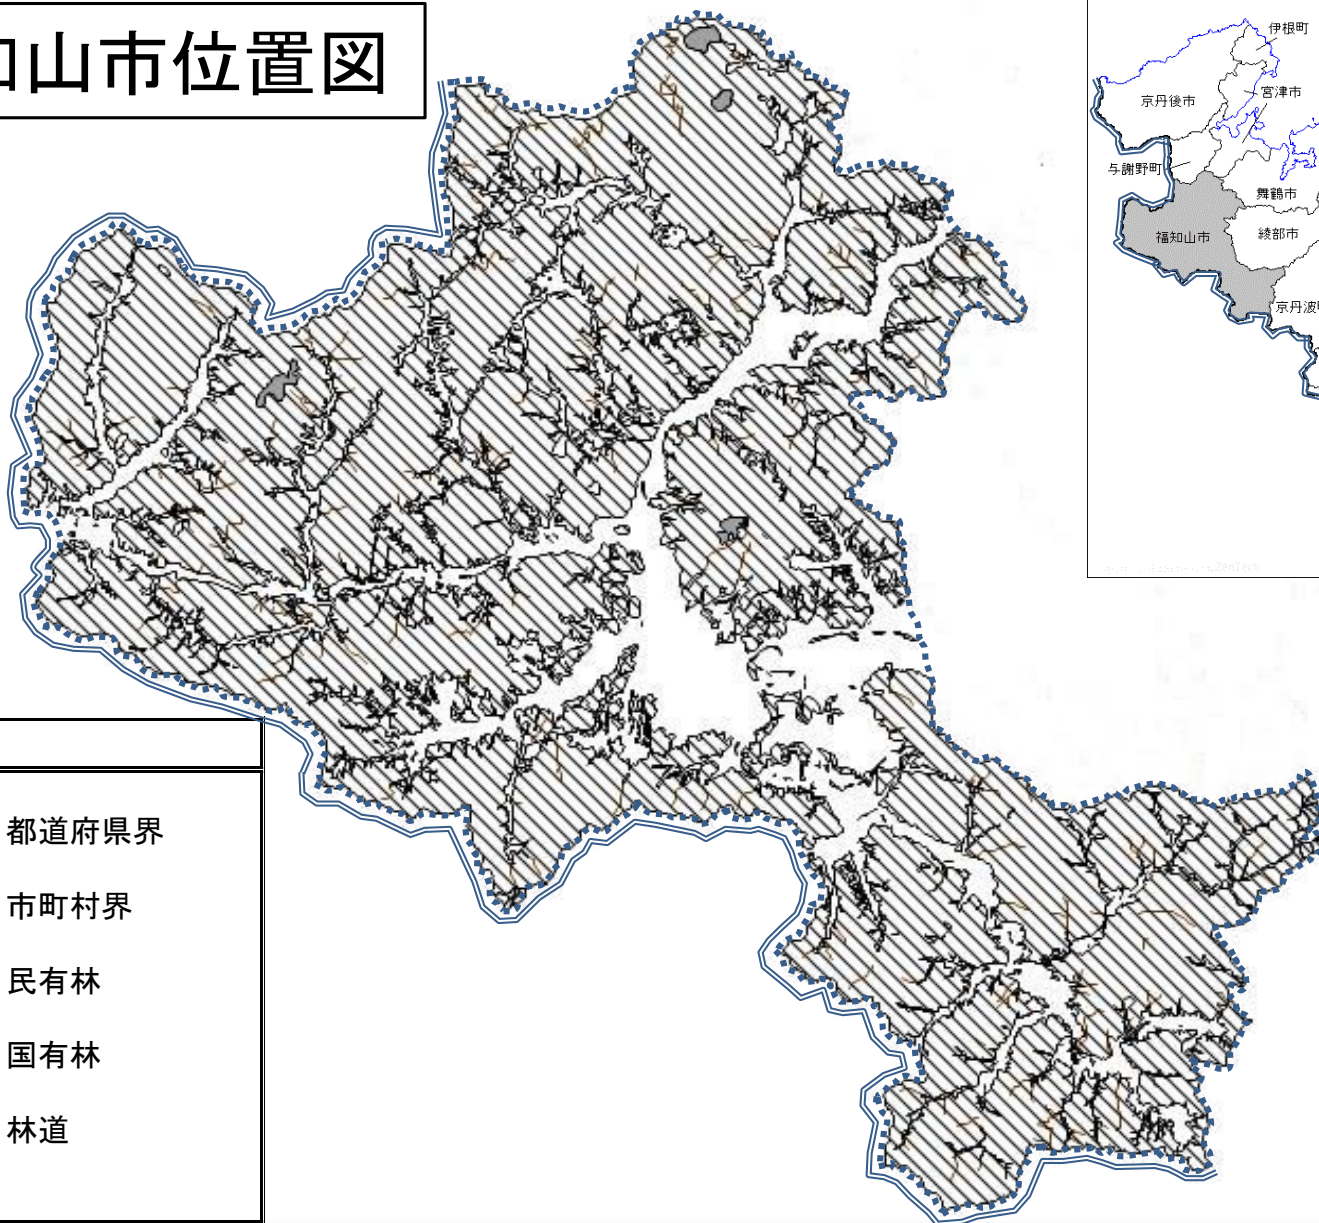 知山市位置図
伊根町
京丹後市
宮津市
与謝野町
舞鶴市
福知山市
綾部市
京丹波町
都道府県界
市町村界
民有林
国有林
林道